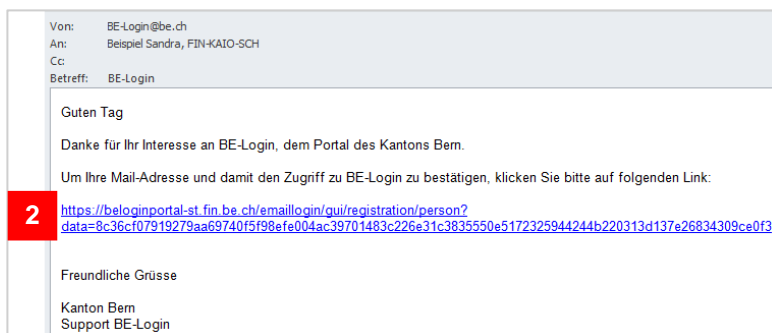 Von: BE-Login@be.ch
An: Beispiel Sandra, FIN-KAIO-SCH
Cc:
Betreff: BE-Login
Guten Tag
Danke für Ihr Interesse an BE-Login, dem Portal des Kantons Bern.
Um Ihre Mail-Adresse und damit den Zugriff zu BE-Login zu bestätigen, klicken Sie bitte auf folgenden Link:
2
https://beloginportal-st.fin.be.ch/emaillogin/gui/registration/person?
data=8c36cf07919279aa69740f5f98efe004ac39701483c226e31c3835550e5172325944244b220313d137e26834309ce0f3
Freundliche Grüsse
Kanton Bern
Support BE-Login